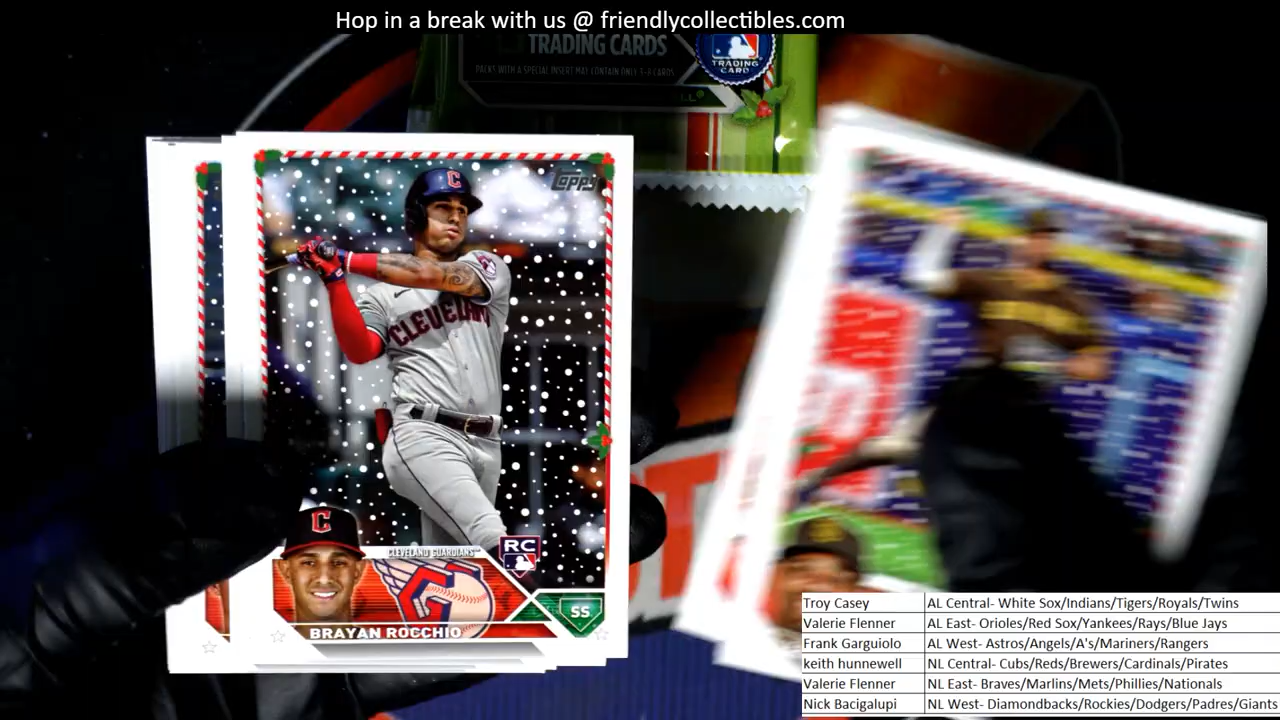 Hop in a break with us @ friendlycollectibles.com
TRADING CARDS
PACKS WITH A SPECIAL INSERT MAY CONTAIN ONLY
TRADING
CARD
Topps
C
CLEVELAND
C
CLEVELAND GUARDIANS™
RC
SS
BRAYAN ROCCHIO
Troy Casey AL Central- White Sox/Indians/Tigers/Royals/Twins
Valerie Flenner AL East- Orioles/Red Sox/Yankees/Rays/Blue Jays
Frank Garguiolo AL West- Astros/Angels/A's/Mariners/Rangers
keith hunnewell NL Central- Cubs/Reds/Brewers/Cardinals/Pirates
Valerie Flenner NL East- Braves/Marlins/Mets/Phillies/Nationals
Nick Bacigalupi NL West- Diamondbacks/Rockies/Dodgers/Padres/Giants